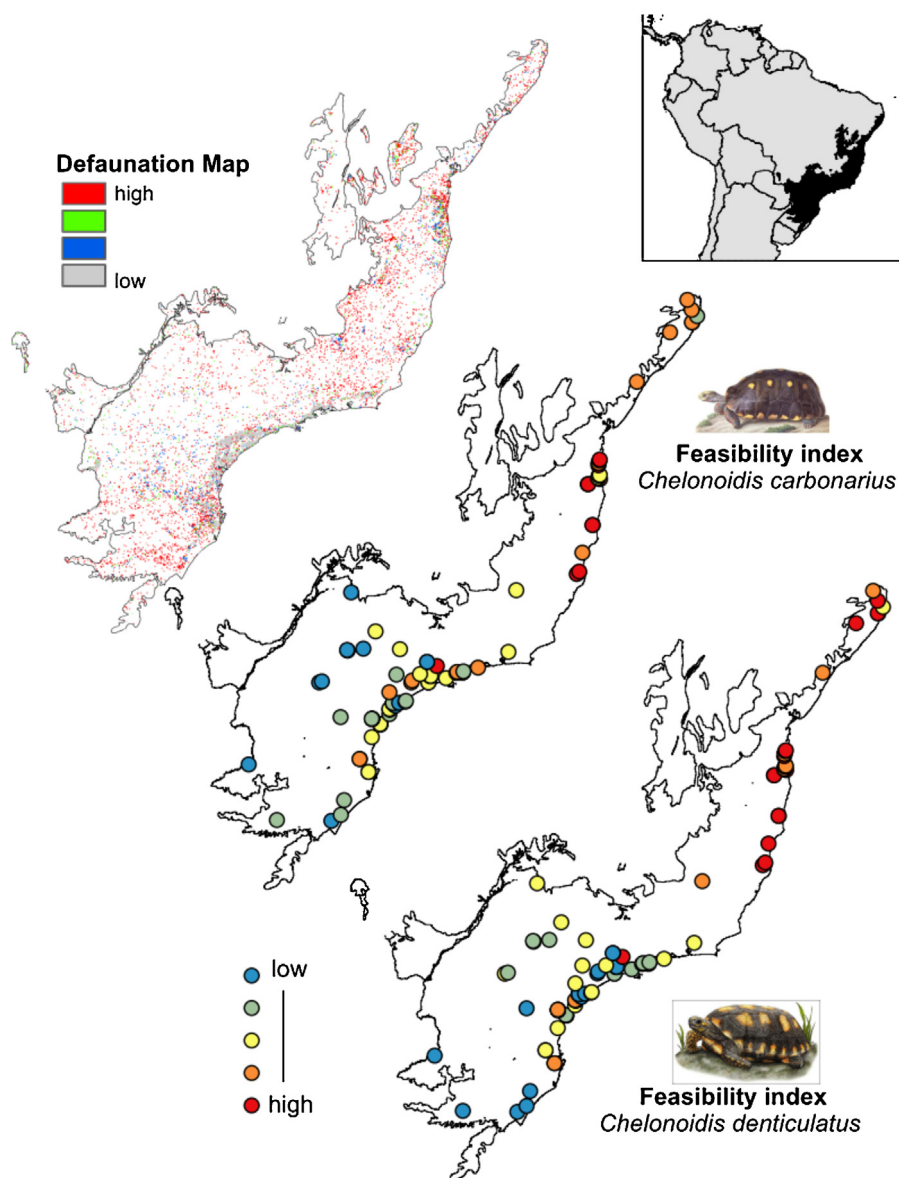 Defaunation Map
high
low
Feasibility index
Chelonoidis carbonarius
low
high
Feasibility index
Chelonoidis denticulatus